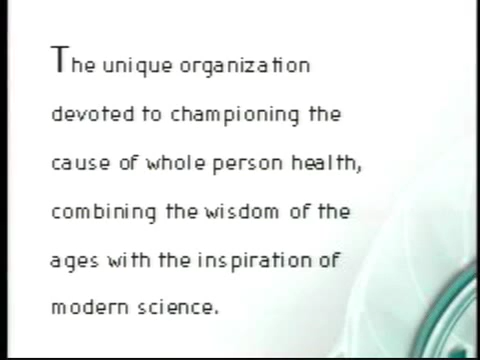 The unique organization
devoted to championing the
cause of whole person health,
combining the wisdom of the
ages with the inspiration of
modern science.